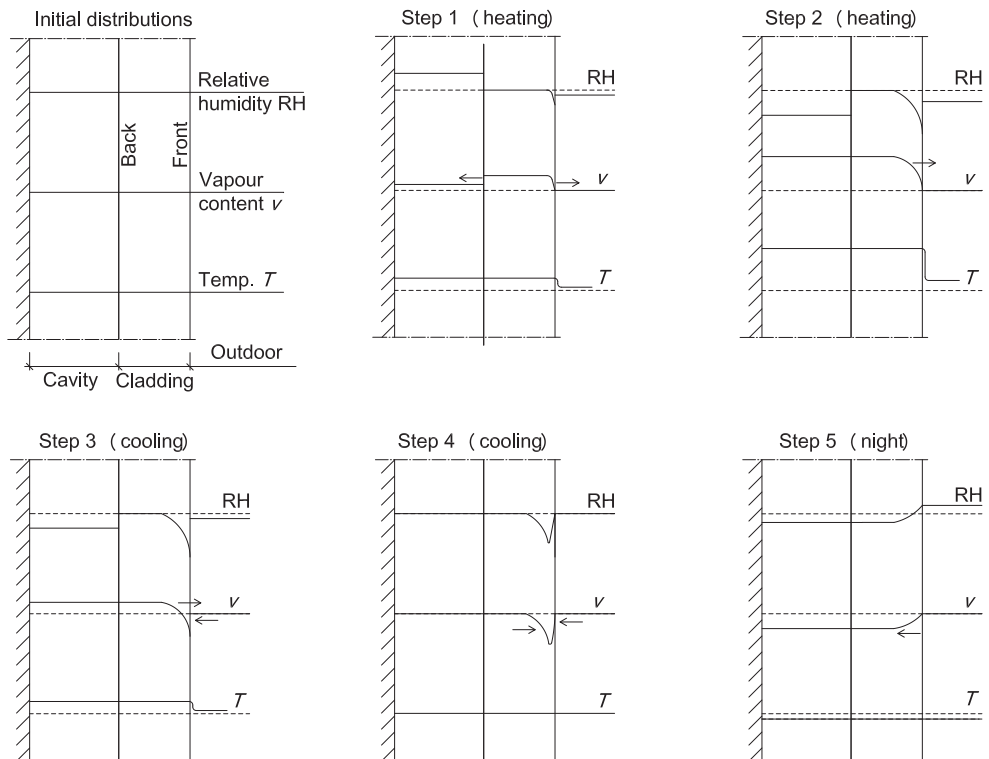 Initial distributions
Relative
humidity RH
Back
Front
Vapour
content v
Temp. T
Outdoor
Cavity
Cladding
Step 1 (heating)
RH
v
T
Step 2 (heating)
RH
v
T
Step 3 (cooling)
RH
v
T
Step 4 (cooling)
RH
v
T
Step 5 (night)
RH
v
T